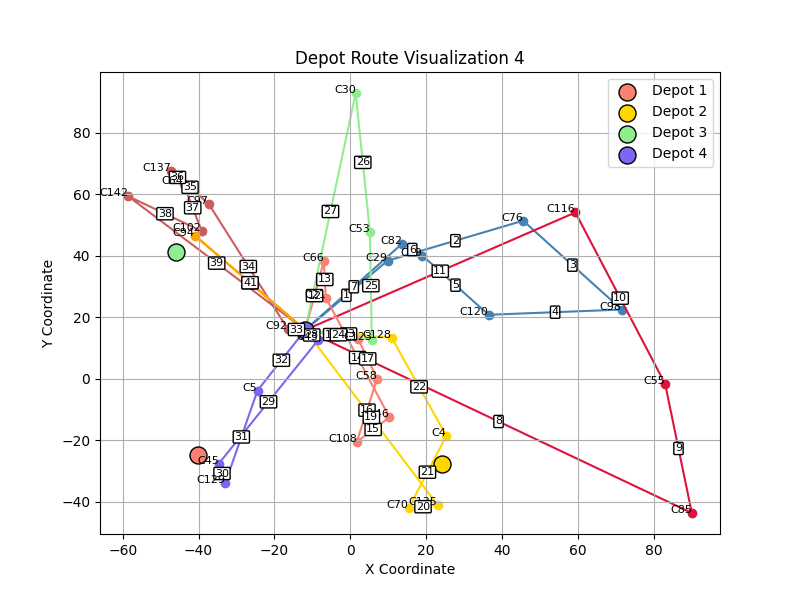 Depot Route Visualization 4
Depot 1
Depot 2
Depot 3
Depot 4
Y Coordinate
80
60
40
20
0
−20
−40
−60
−40
−20
0
20
40
60
80
X Coordinate
C30
26
C137
36
35
C142
37
38
C102
C94
39
34
41
27
C53
C66
13
25
C82
C29
6
7
1
C76
2
11
5
3
C116
10
C98
4
C120
C92
33
24
C128
17
C58
22
C5
32
29
31
C45
30
C129
19
15
C108
C4
21
C70
20
8
C55
9
C85